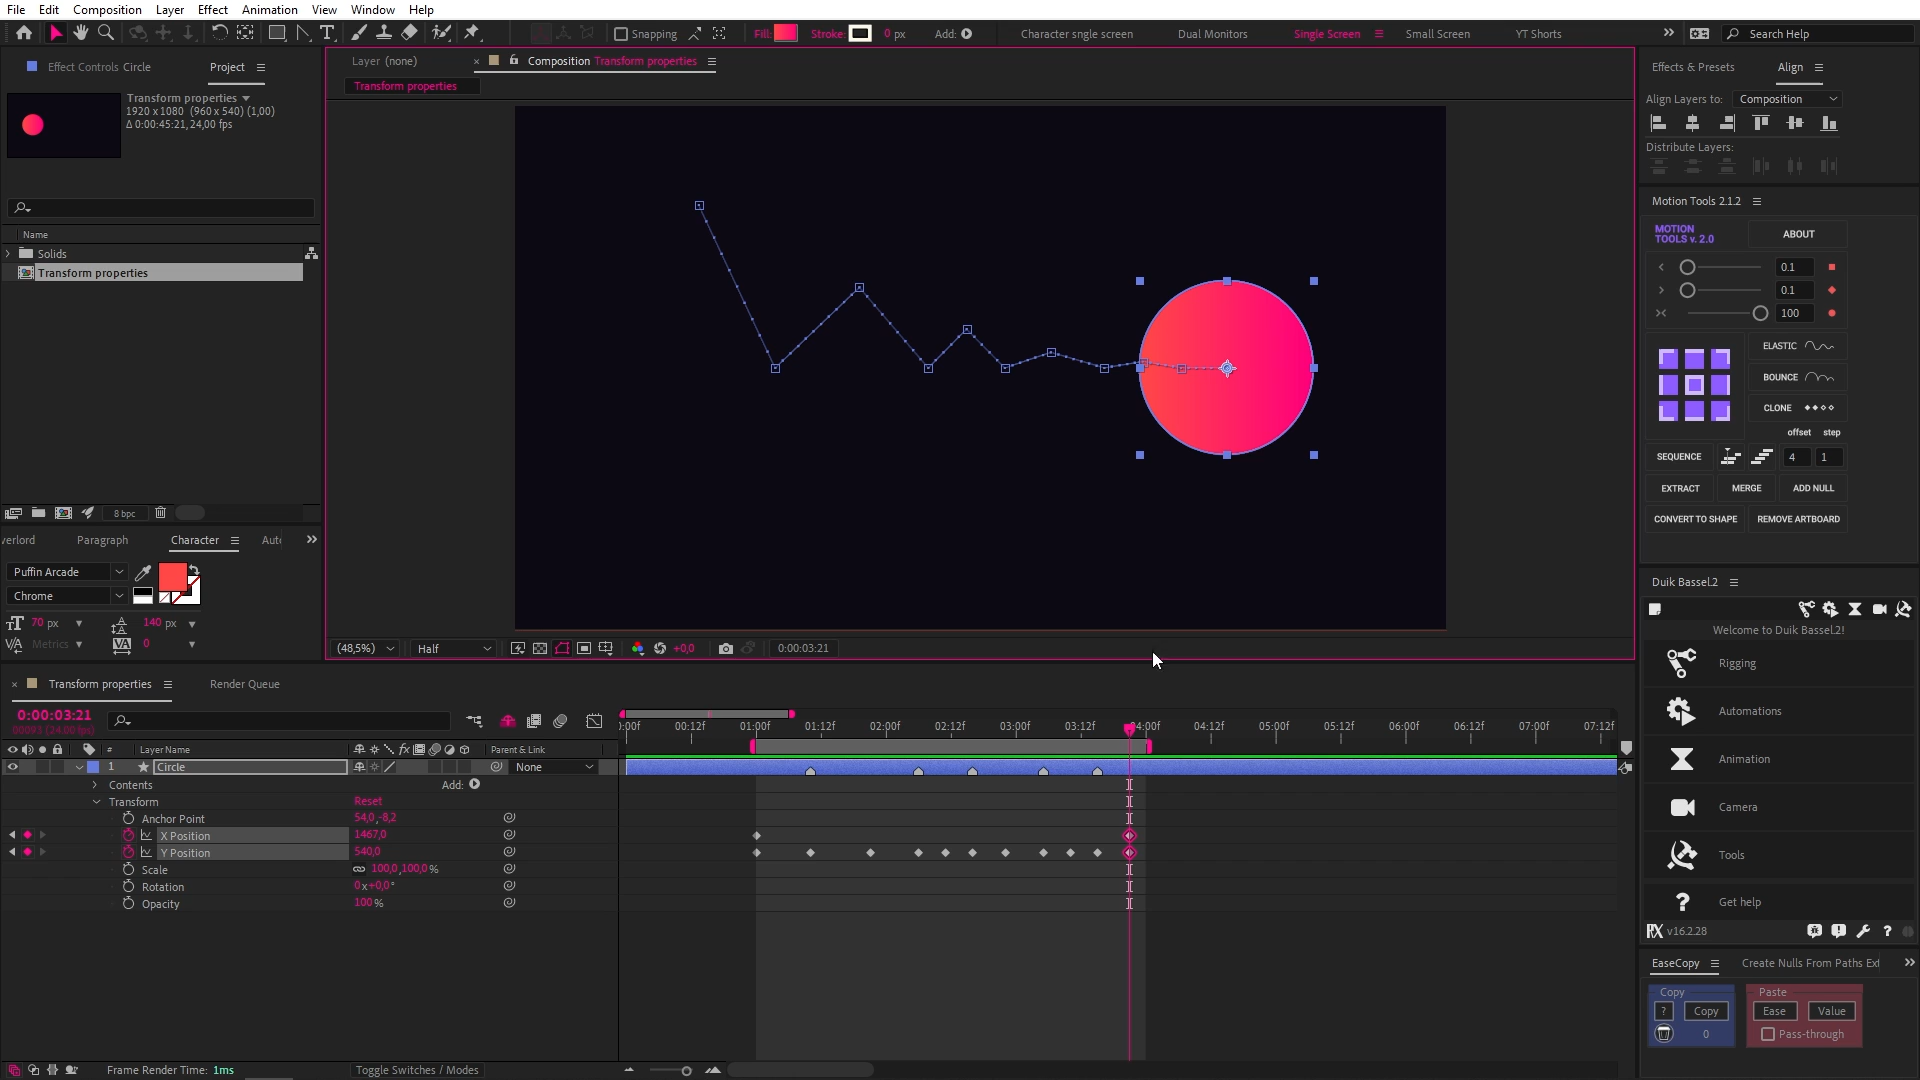 File Edit Composition Layer Effect Animation View Window Help
Snapping
Fill:
Stroke:
0 px
Add:
Character sngle screen
Dual Monitors
Single Screen
Small Screen
YT Shorts
Search Help
Effect Controls Circle
Project
Transform properties
1920 x 1080 (960 x 540) (1,00)
Δ 0:00:45:21, 24,00 fps
Name
Solids
Transform properties
8 bpc
Layer (none)
Composition Transform properties
Transform properties
(48,5%)
Half
+0,0
0:00:03:21
verlord
Paragraph
Character
Puffin Arcade
Chrome
70 px
140 px
Metrics
0
Effects & Presets
Align
Align Layers to:
Composition
Distribute Layers:
Motion Tools 2.1.2
MOTION
TOOLS v. 2.0
ABOUT
0.1
0.1
100
ELASTIC
BOUNCE
CLONE
offset step
SEQUENCE
4
1
EXTRACT
MERGE
ADD NULL
CONVERT TO SHAPE
REMOVE ARTBOARD
Duik Bassel.2
Welcome to Duik Bassel.2!
Rigging
Automations
Animation
Camera
Tools
Get help
v16.2.28
EaseCopy
Create Nulls From Paths
Copy
?
Copy
0
Paste
Ease
Value
Pass-through
Transform properties
Render Queue
0:00:03:21
00093 (24.00 fps)
#
Layer Name
fx
Parent & Link
1
Circle
None
Contents
Add:
Transform
Reset
Anchor Point
54,0,-8,2
X Position
1467,0
Y Position
540,0
Scale
100,0,100,0%
Rotation
0x+0,0°
Opacity
100%
:00f 00:12f 01:00f 01:12f 02:00f 02:12f 03:00f 03:12f 04:00f 04:12f 05:00f 05:12f 06:00f 06:12f 07:00f 07:12f
Frame Render Time: 1ms
Toggle Switches / Modes